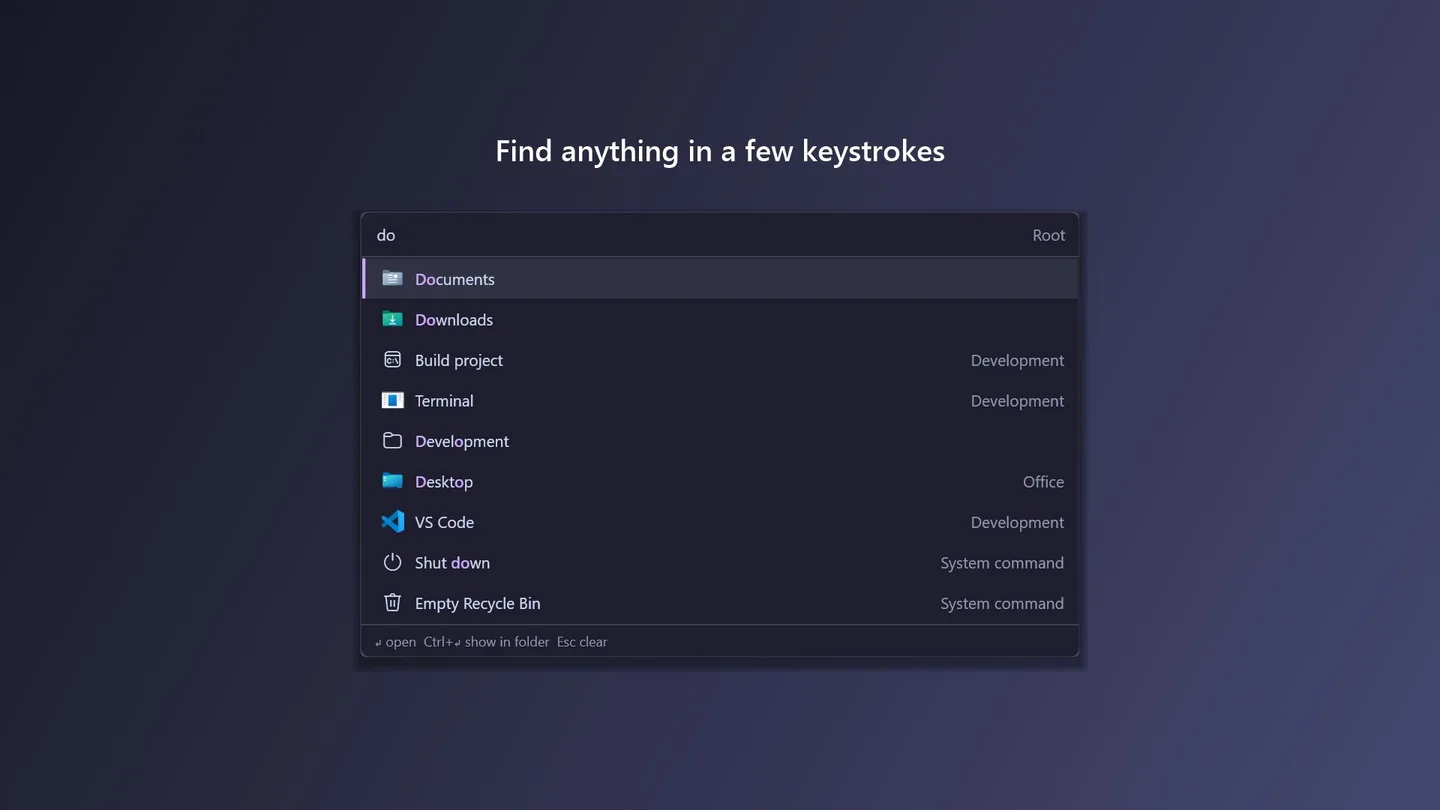 Find anything in a few keystrokes
do Root
Documents
Downloads
C:\ Build project Development
Terminal Development
Development
Desktop Office
VS Code Development
Shut down System command
Empty Recycle Bin System command
↵ open Ctrl+↵ show in folder Esc clear